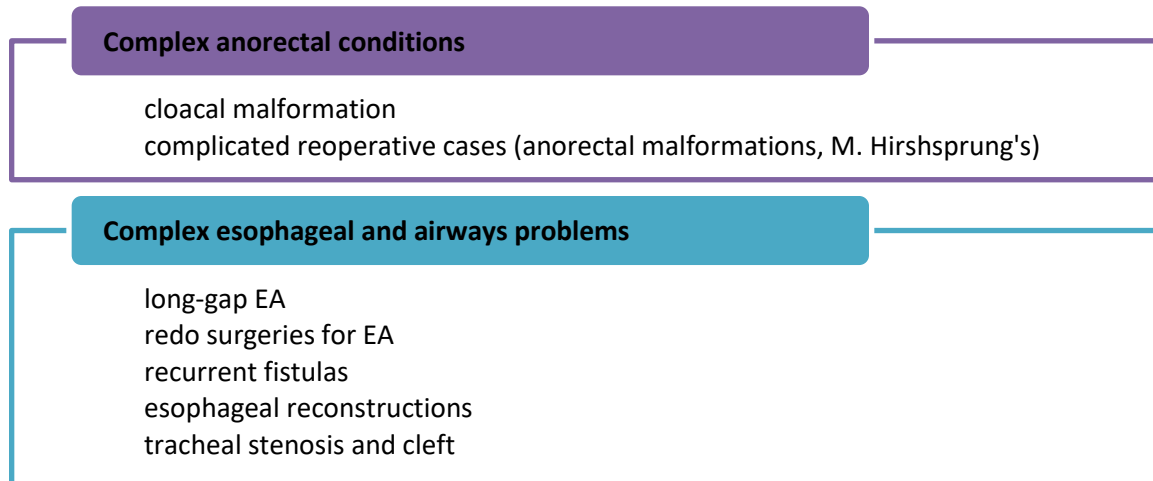 Complex anorectal conditions
cloacal malformation
complicated reoperative cases (anorectal malformations, M. Hirshsprung's)
Complex esophageal and airways problems
long-gap EA
redo surgeries for EA
recurrent fistulas
esophageal reconstructions
tracheal stenosis and cleft